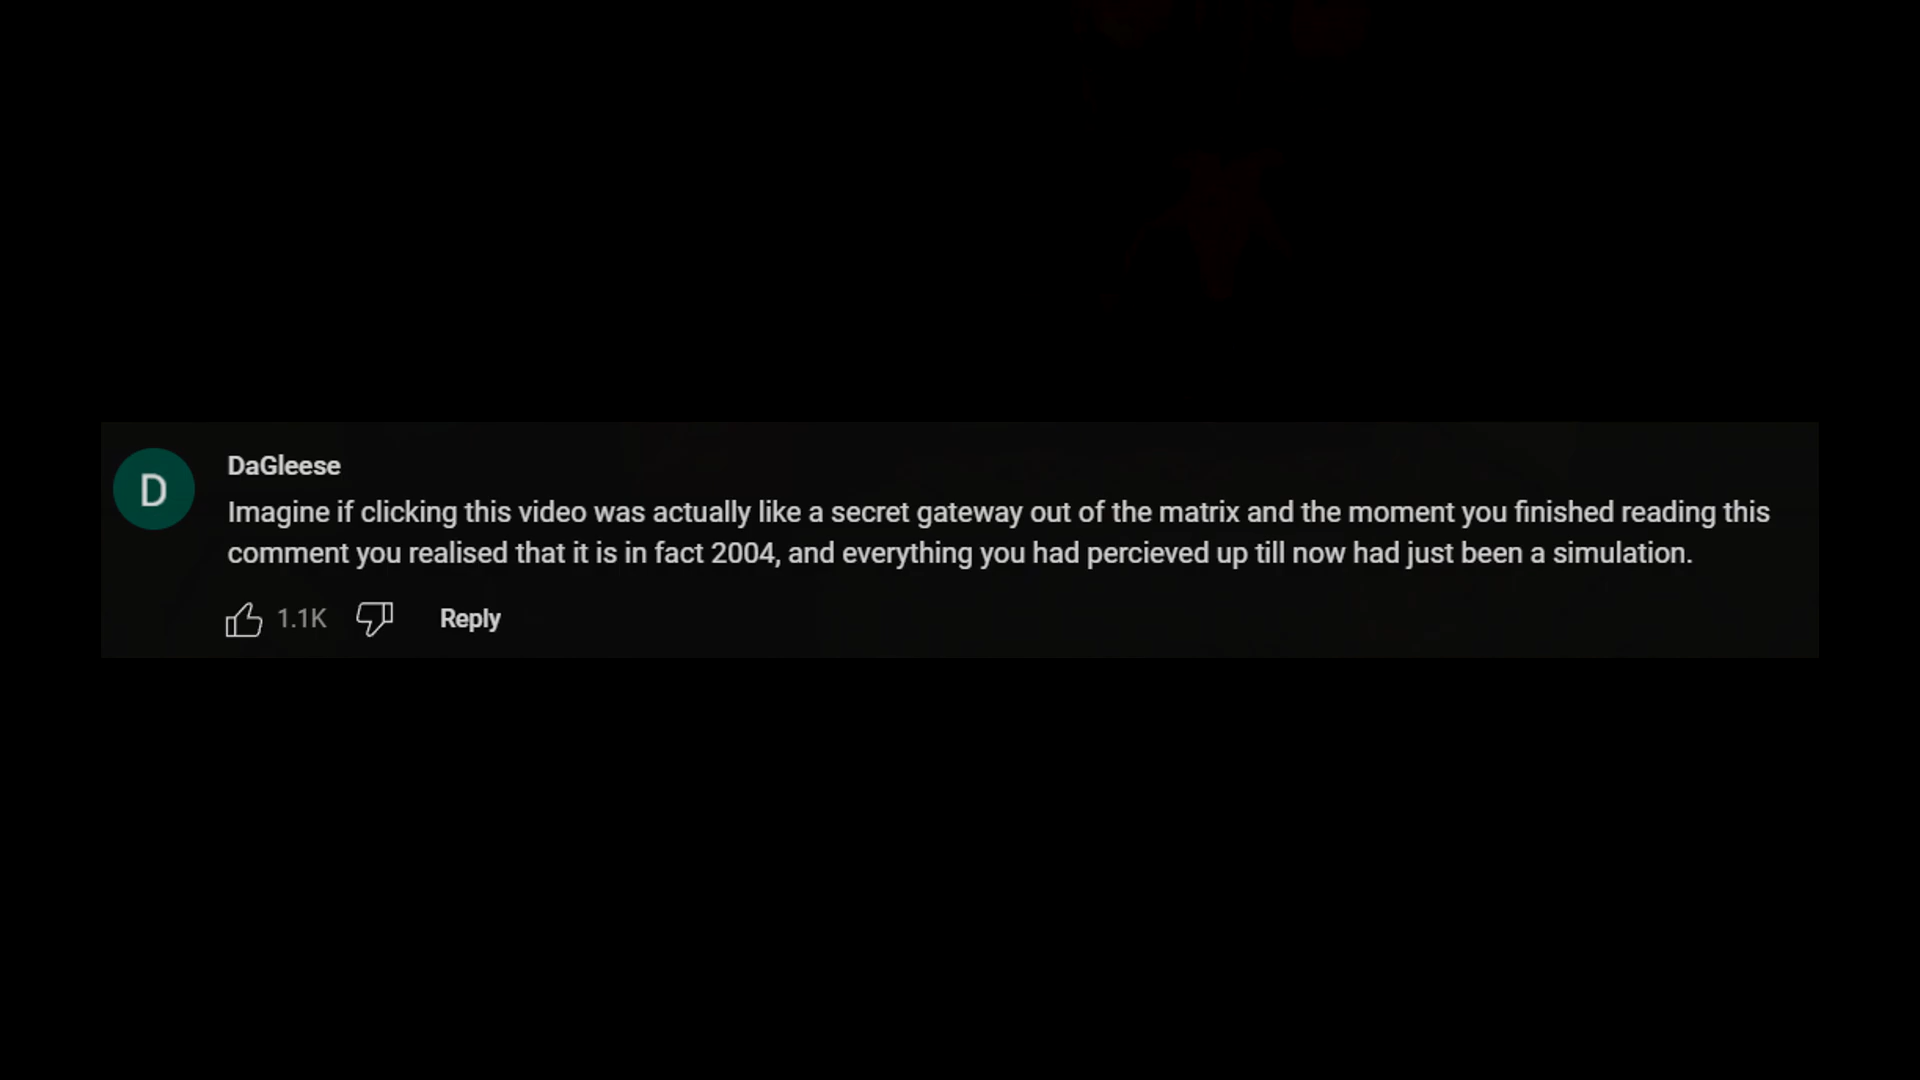 D
DaGleese
Imagine if clicking this video was actually like a secret gateway out of the matrix and the moment you finished reading this
comment you realised that it is in fact 2004, and everything you had percieved up till now had just been a simulation.
1.1K Reply